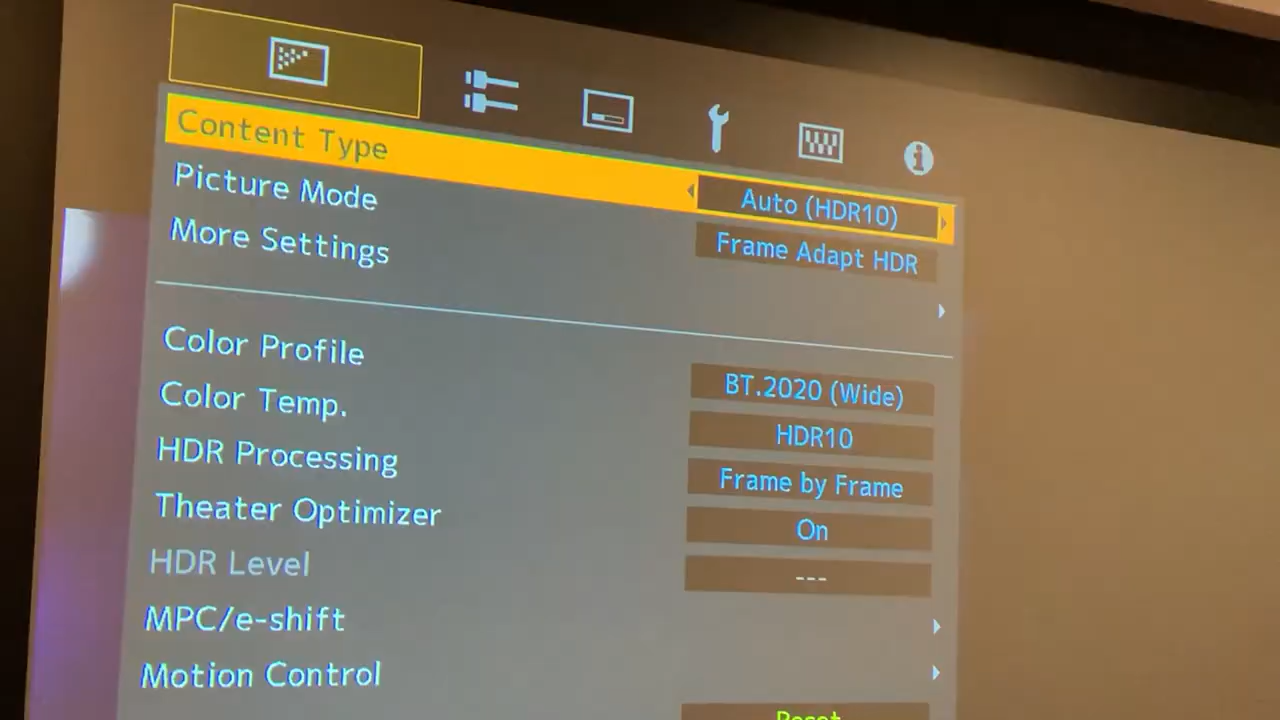 Content Type
Auto (HDR10)
Picture Mode
Frame Adapt HDR
More Settings
Color Profile
BT.2020 (Wide)
Color Temp.
HDR10
HDR Processing
Frame by Frame
Theater Optimizer
On
HDR Level
---
MPC/e-shift
Motion Control
Reset